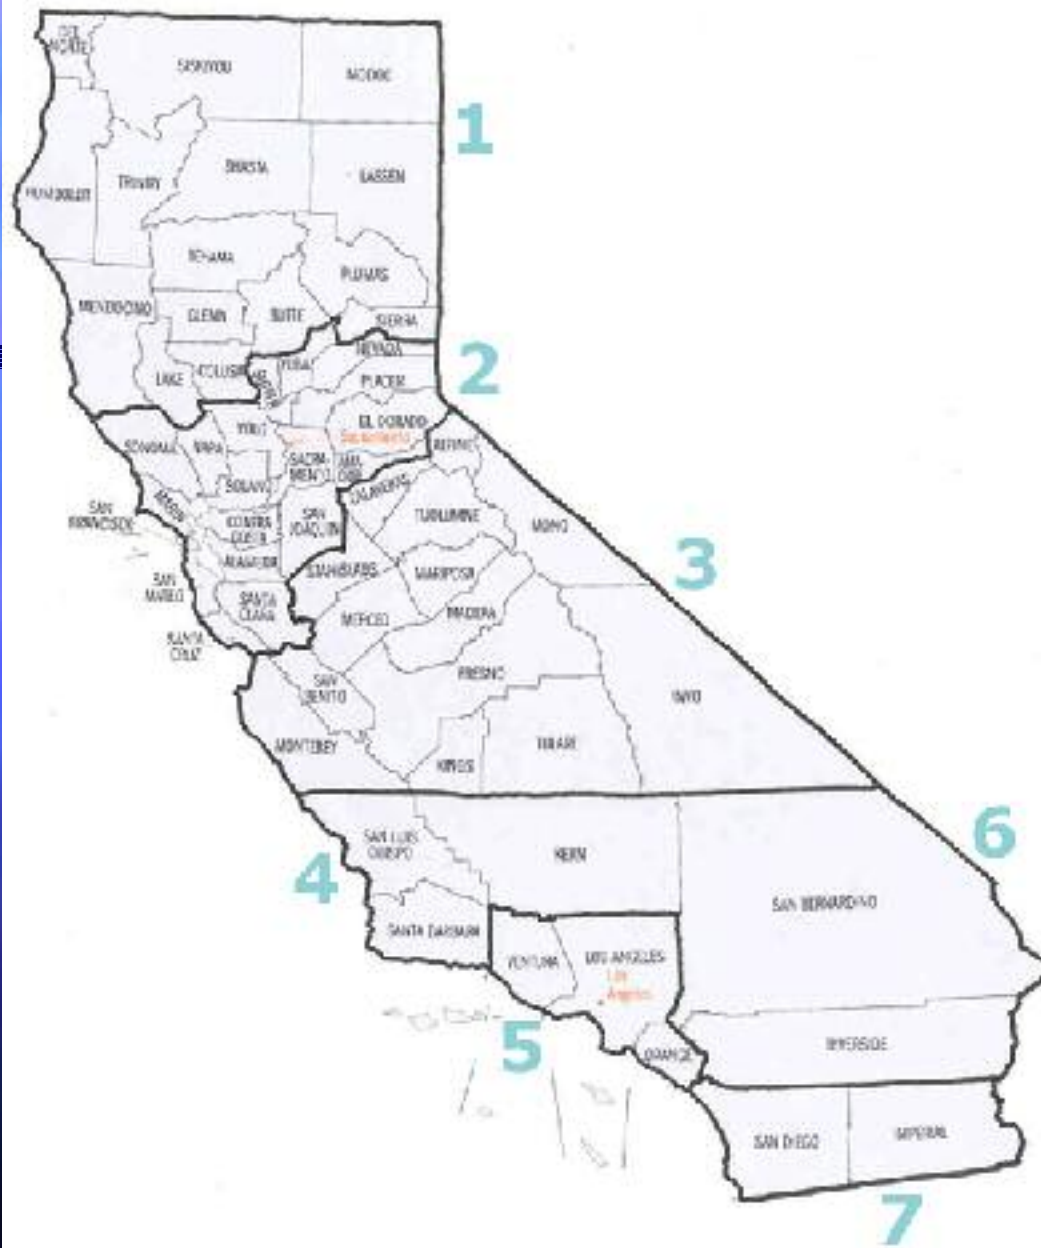 DEL
NORTE
SISKIYOU
MODOC
1
SHASTA
LASSEN
TRINITY
HUMBOLDT
TEHAMA
PLUMAS
MENDOCINO
GLENN
BUTTE
SIERRA
2
NEVADA
YUBA
COLUSA
LAKE
PLACER
EL DORADO
YOLO
Sacramento
SONOMA
NAPA
ALPINE
SACRA-
MENTO
AMA-
DOR
SOLANO
CALAVERAS
MARIN
SAN
FRANCISCO
CONTRA
COSTA
SAN
JOAQUIN
TUOLUMNE
MONO
3
ALAMEDA
STANISLAUS
MARIPOSA
SAN
MATEO
SANTA
CLARA
MERCED
MADERA
SANTA
CRUZ
FRESNO
SAN
BENITO
INYO
MONTEREY
KINGS
TULARE
6
SAN LUIS
OBISPO
KERN
4
SAN BERNARDINO
SANTA BARBARA
VENTURA
LOS ANGELES
Los
Angeles
5
ORANGE
RIVERSIDE
SAN DIEGO
IMPERIAL
7